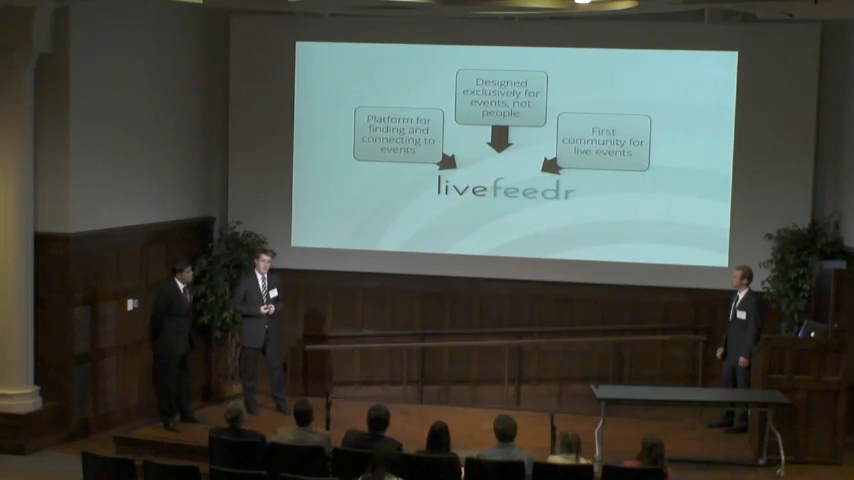 Designed
exclusively for
events, not
people
Platform for
finding and
connecting to
events
First
community for
live events
livefeedr